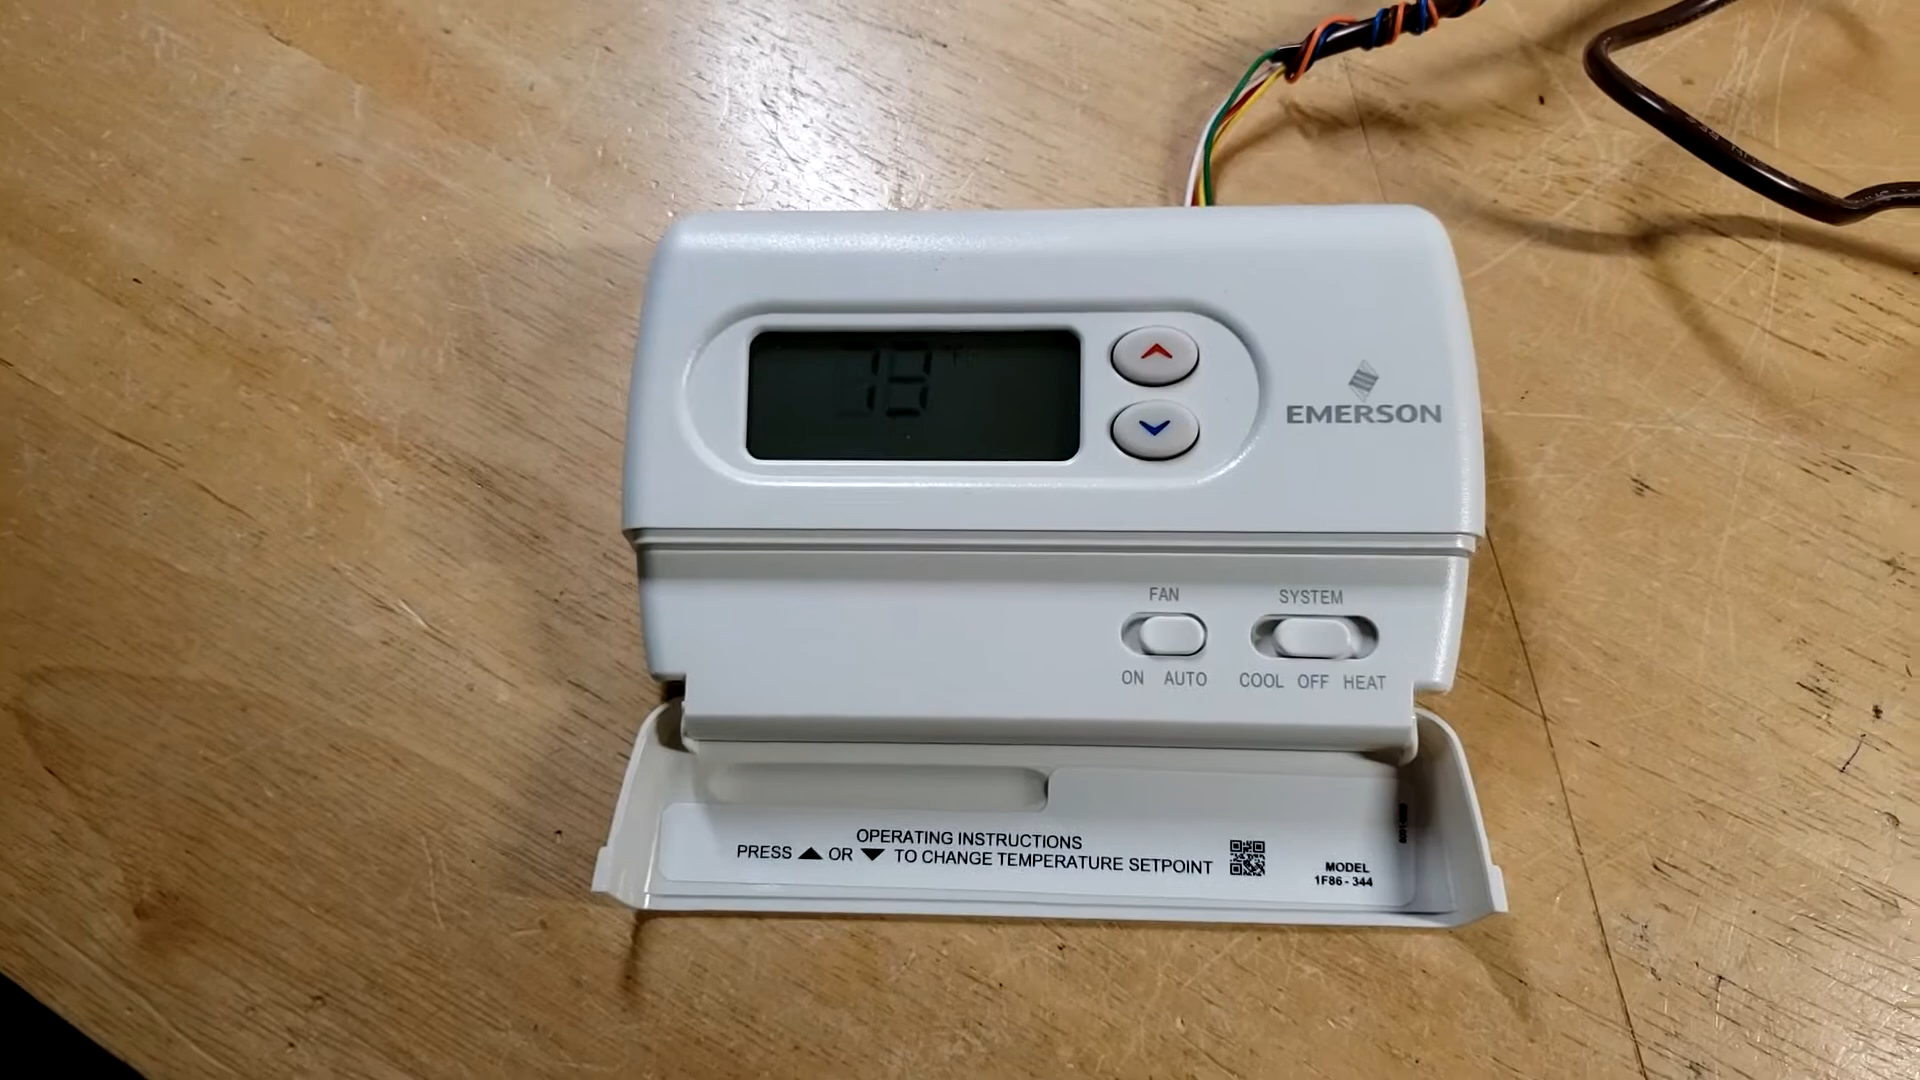 78
EMERSON
FAN
SYSTEM
ON AUTO
COOL OFF HEAT
OPERATING INSTRUCTIONS
PRESS ▲ OR ▼ TO CHANGE TEMPERATURE SETPOINT
MODEL
1F86-344